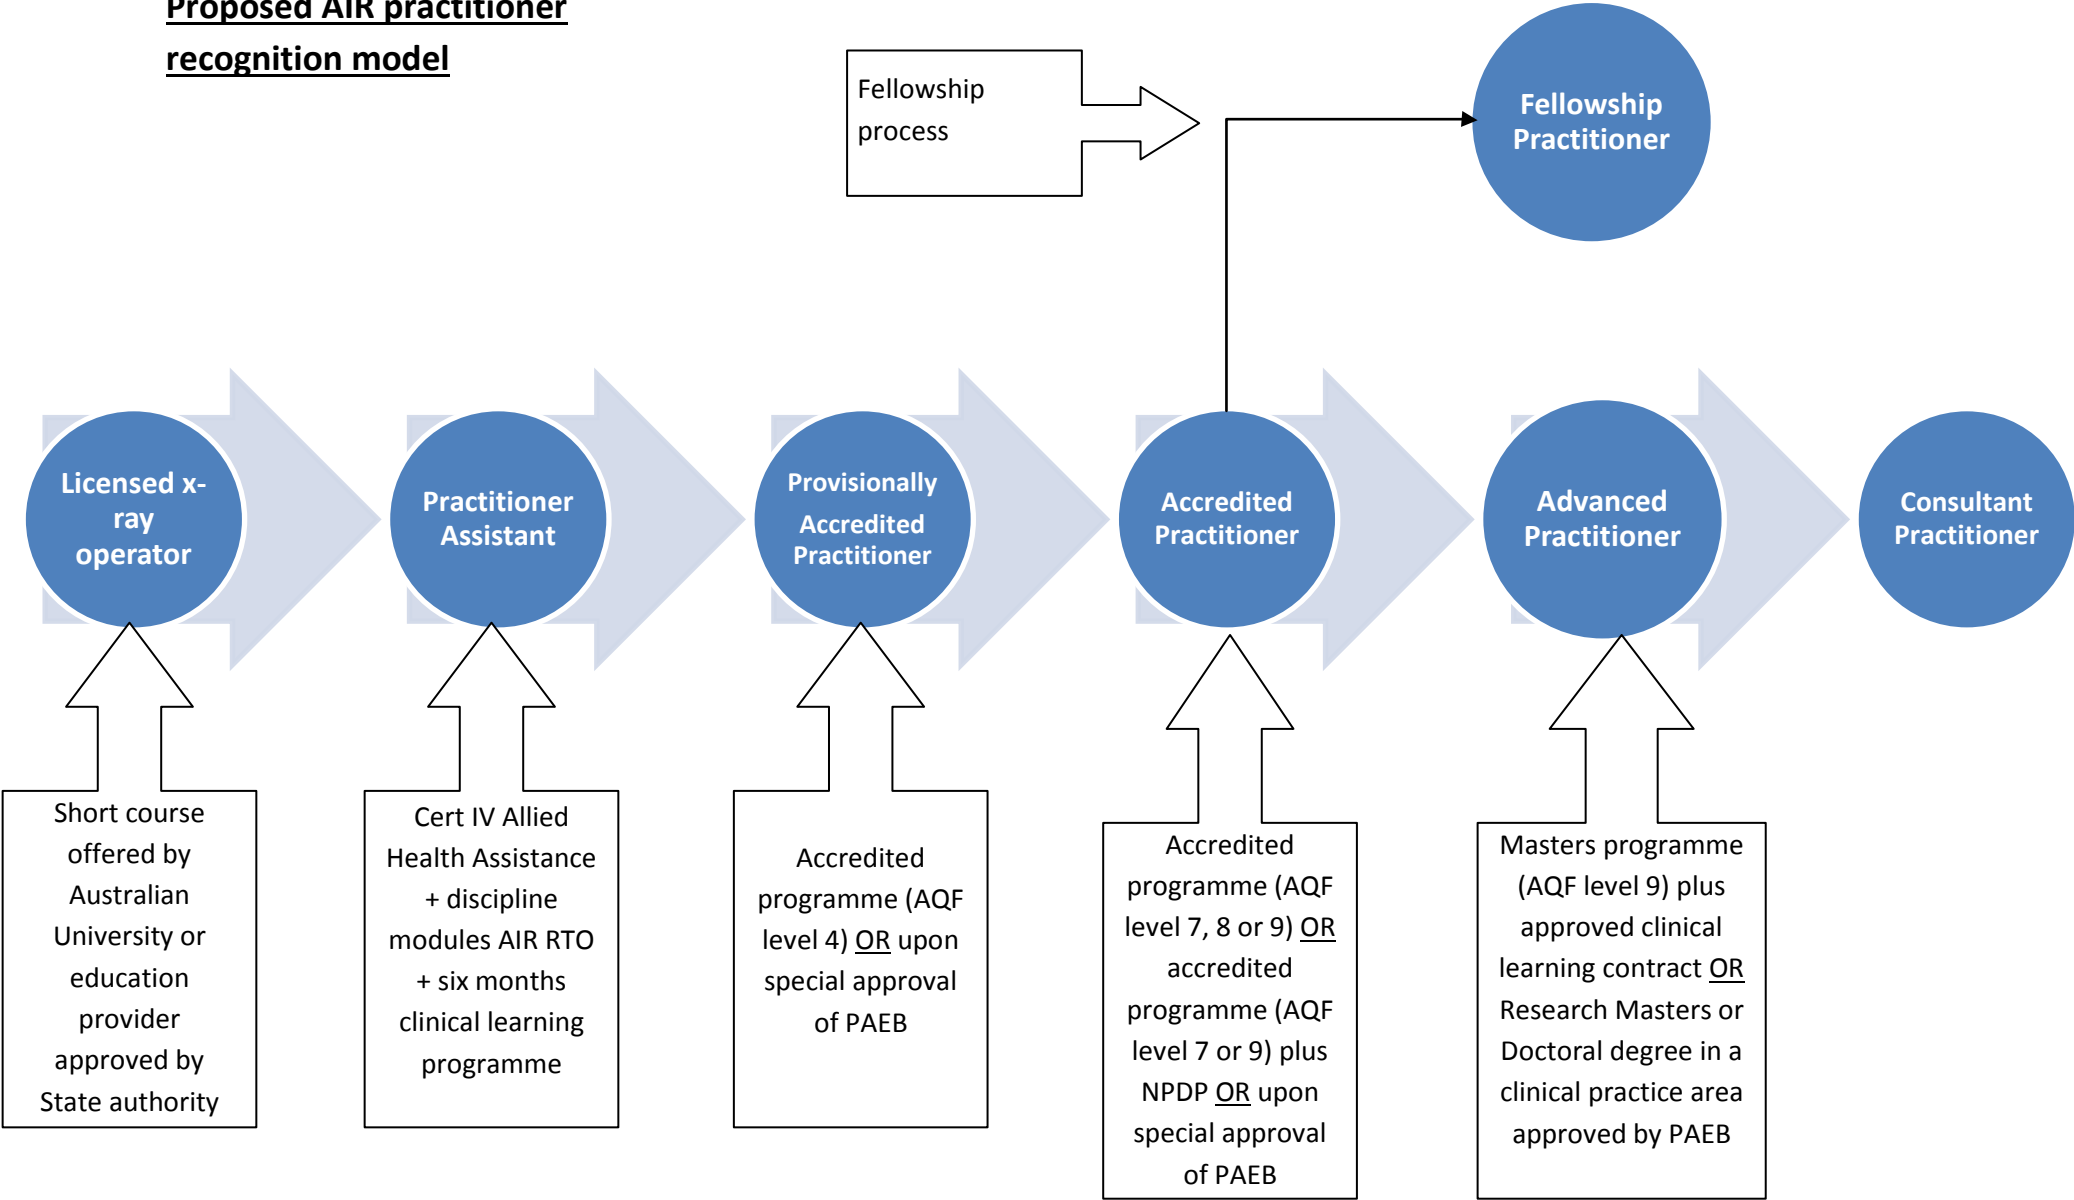 Proposed AIR practitioner
recognition model
Fellowship
process
Fellowship
Practitioner
Licensed x-
ray
operator
Practitioner
Assistant
Provisionally
Accredited
Practitioner
Accredited
Practitioner
Advanced
Practitioner
Consultant
Practitioner
Short course
offered by
Australian
University or
education
provider
approved by
State authority
Cert IV Allied
Health Assistance
+ discipline
modules AIR RTO
+ six months
clinical learning
programme
Accredited
programme (AQF
level 4) OR upon
special approval
of PAEB
Accredited
programme (AQF
level 7, 8 or 9) OR
accredited
programme (AQF
level 7 or 9) plus
NPDP OR upon
special approval
of PAEB
Masters programme
(AQF level 9) plus
approved clinical
learning contract OR
Research Masters or
Doctoral degree in a
clinical practice area
approved by PAEB